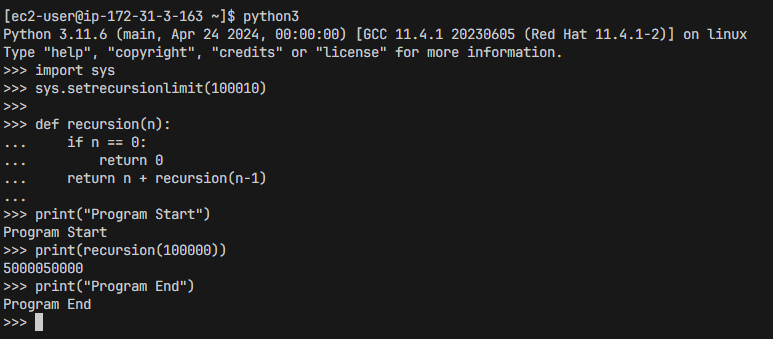 [ec2-user@ip-172-31-3-163 ~]$ python3
Python 3.11.6 (main, Apr 24 2024, 00:00:00) [GCC 11.4.1 20230605 (Red Hat 11.4.1-2)] on linux
Type "help", "copyright", "credits" or "license" for more information.
>>> import sys
>>> sys.setrecursionlimit(100010)
>>>
>>> def recursion(n):
...     if n == 0:
...         return 0
...     return n + recursion(n-1)
...
>>> print("Program Start")
Program Start
>>> print(recursion(100000))
5000050000
>>> print("Program End")
Program End
>>>